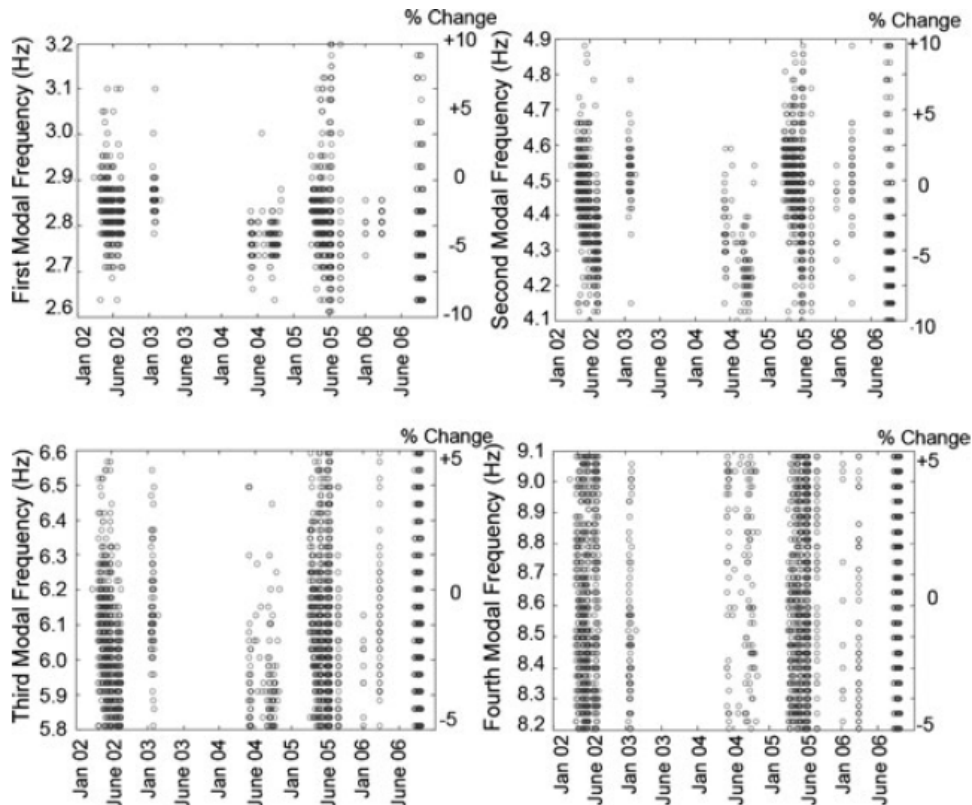 % Change
First Modal Frequency (Hz)
3.2
3.1
3.0
2.9
2.8
2.7
2.6
+10
+5
0
-5
-10
Jan 02
June 02
Jan 03
June 03
Jan 04
June 04
Jan 05
June 05
Jan 06
June 06
% Change
Second Modal Frequency (Hz)
4.9
4.8
4.7
4.6
4.5
4.4
4.3
4.2
4.1
+10
+5
0
-5
-10
Jan 02
June 02
Jan 03
June 03
Jan 04
June 04
Jan 05
June 05
Jan 06
June 06
% Change
Third Modal Frequency (Hz)
6.6
6.5
6.4
6.3
6.2
6.1
6.0
5.9
5.8
+5
0
-5
Jan 02
June 02
Jan 03
June 03
Jan 04
June 04
Jan 05
June 05
Jan 06
June 06
% Change
Fourth Modal Frequency (Hz)
9.1
9.0
8.9
8.8
8.7
8.6
8.5
8.4
8.3
8.2
+5
0
-5
Jan 02
June 02
Jan 03
June 03
Jan 04
June 04
Jan 05
June 05
Jan 06
June 06